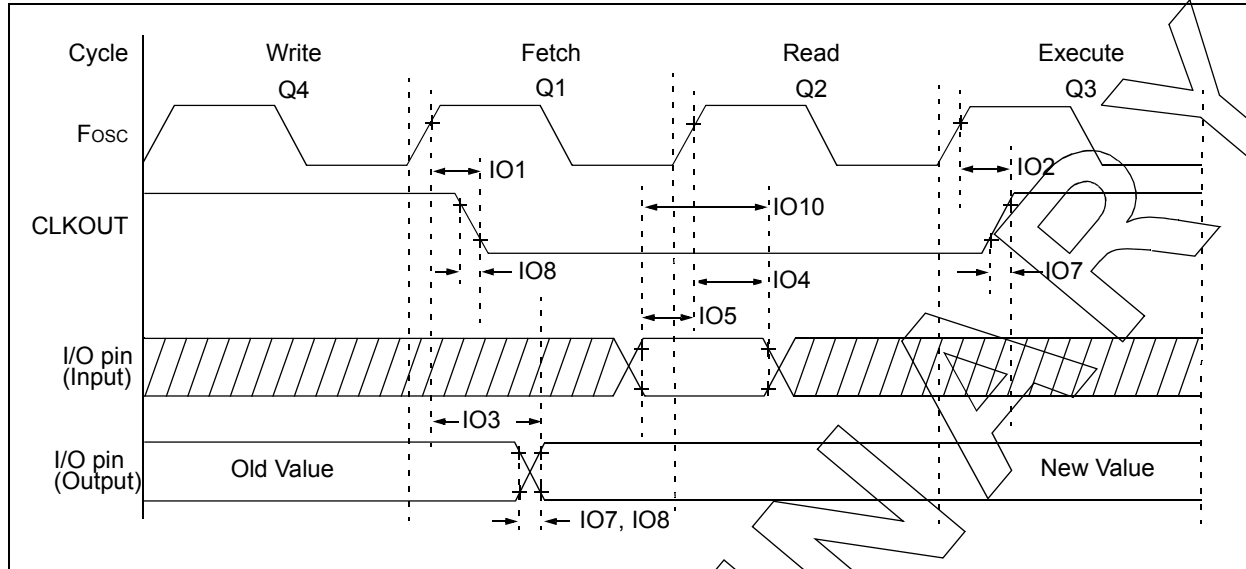 Cycle Write Fetch Read Execute
Q4 Q1 Q2 Q3
FOSC
IO1 IO2
CLKOUT
IO10
IO8 IO7
IO4
IO5
I/O pin
(Input)
IO3
I/O pin
(Output)
Old Value New Value
IO7, IO8